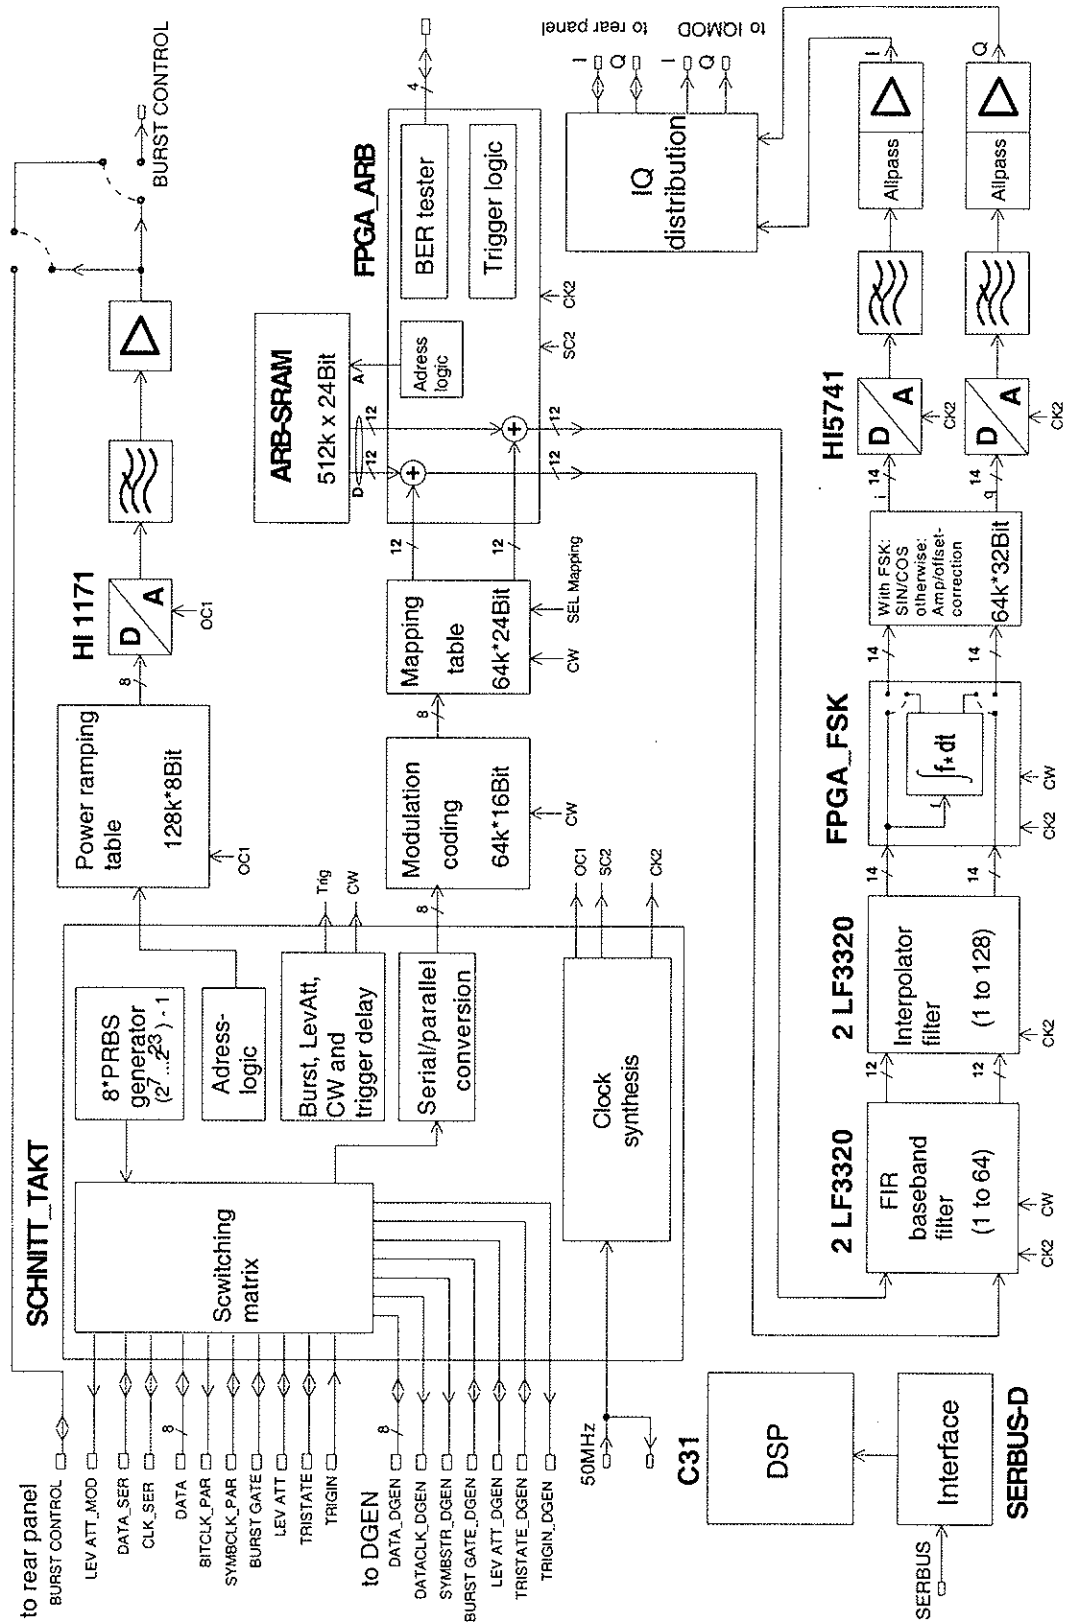 to rear panel
BURST CONTROL
LEV ATT_MOD
DATA_SER
CLK_SER
8
DATA
BITCLK_PAR
SYMBCLK_PAR
BURST GATE
LEV ATT
TRISTATE
TRIGIN
to DGEN
8
DATA_DGEN
DATACLK_DGEN
SYMBSTR_DGEN
BURST GATE_DGEN
LEV ATT_DGEN
TRISTATE_DGEN
TRIGIN_DGEN
50MHz
SCHNITT_TAKT
Scwitching
matrix
8*PRBS
generator
(2^7 ...2^23) - 1
Adress-
logic
Burst, LevAtt,
CW and
trigger delay
Serial/parallel
conversion
Clock
synthesis
Trig
CW
8
OC1
SC2
CK2
Power ramping
table
128k*8Bit
OC1
8
HI 1171
D
A
OC1
BURST CONTROL
Modulation
coding
64k*16Bit
CW
8
Mapping
table
64k*24Bit
CW
SEL Mapping
12
12
ARB-SRAM
512k x 24Bit
D
12
12
A
FPGA_ARB
Adress
logic
BER tester
Trigger logic
4
SC2
CK2
12
12
IQ
distribution
I
Q
to rear panel
I
Q
to IQMOD
C31
DSP
Interface
SERBUS-D
SERBUS
2 LF3320
FIR
baseband
filter
(1 to 64)
CK2
CW
12
12
2 LF3320
Interpolator
filter
(1 to 128)
CK2
14
14
FPGA_FSK
∫ f* dt
CK2
CW
14
14
With FSK:
SIN/COS
otherwise:
Amp/offset-
correction
64k*32Bit
i
14
q
14
HI5741
D
A
CK2
D
A
CK2
Allpass
Allpass
I
Q